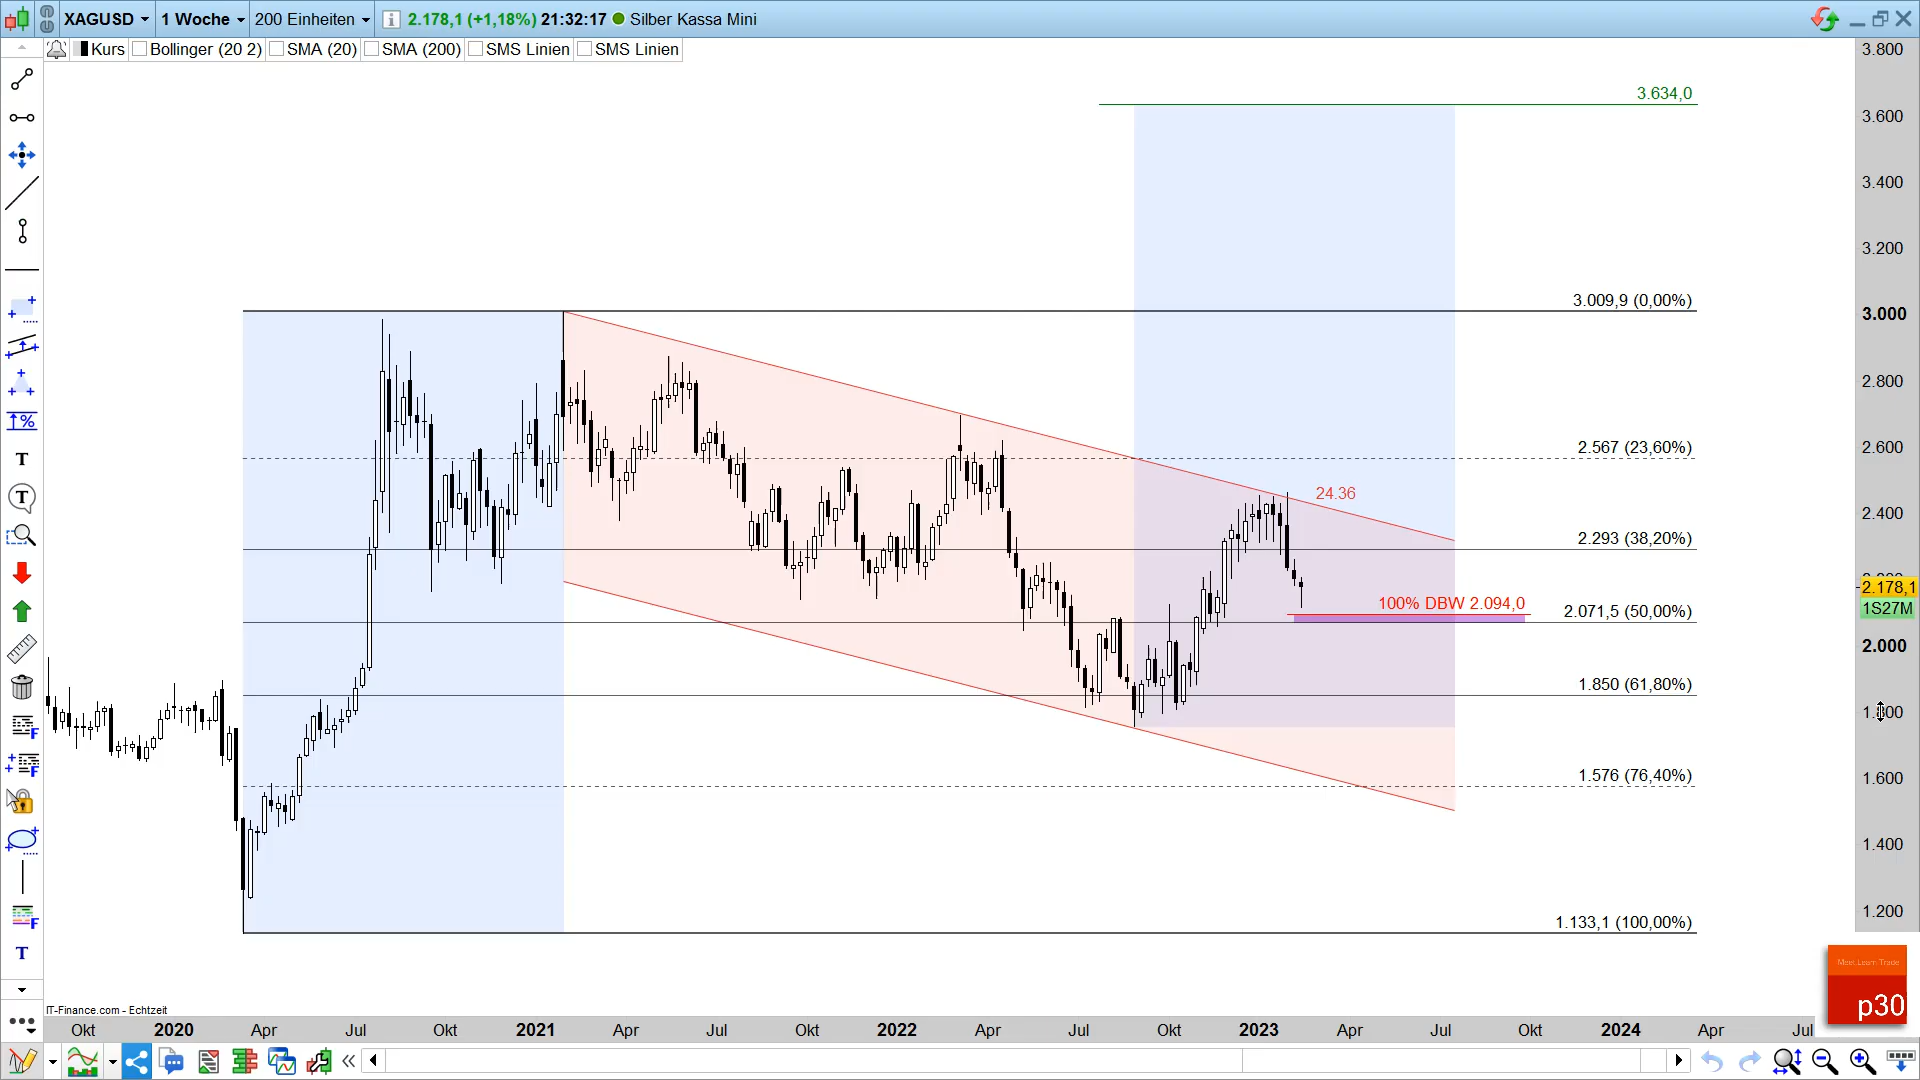 XAGUSD 1 Woche 200 Einheiten 2.178,1 (+1,18%) 21:32:17 Silber Kassa Mini
Kurs Bollinger (20 2) SMA (20) SMA (200) SMS Linien SMS Linien
3.800
3.634,0
3.600
3.400
3.200
3.009,9 (0,00%)
3.000
2.800
2.567 (23,60%)
2.600
24.36
2.400
2.293 (38,20%)
2.178,1
100% DBW 2.094,0
2.071,5 (50,00%)
1S27M
2.000
1.850 (61,80%)
1.800
1.576 (76,40%)
1.600
1.400
1.133,1 (100,00%)
1.200
Meet Learn Trade
p30
IT-Finance.com - Echtzeit
Okt 2020 Apr Jul Okt 2021 Apr Jul Okt 2022 Apr Jul Okt 2023 Apr Jul Okt 2024 Apr Jul